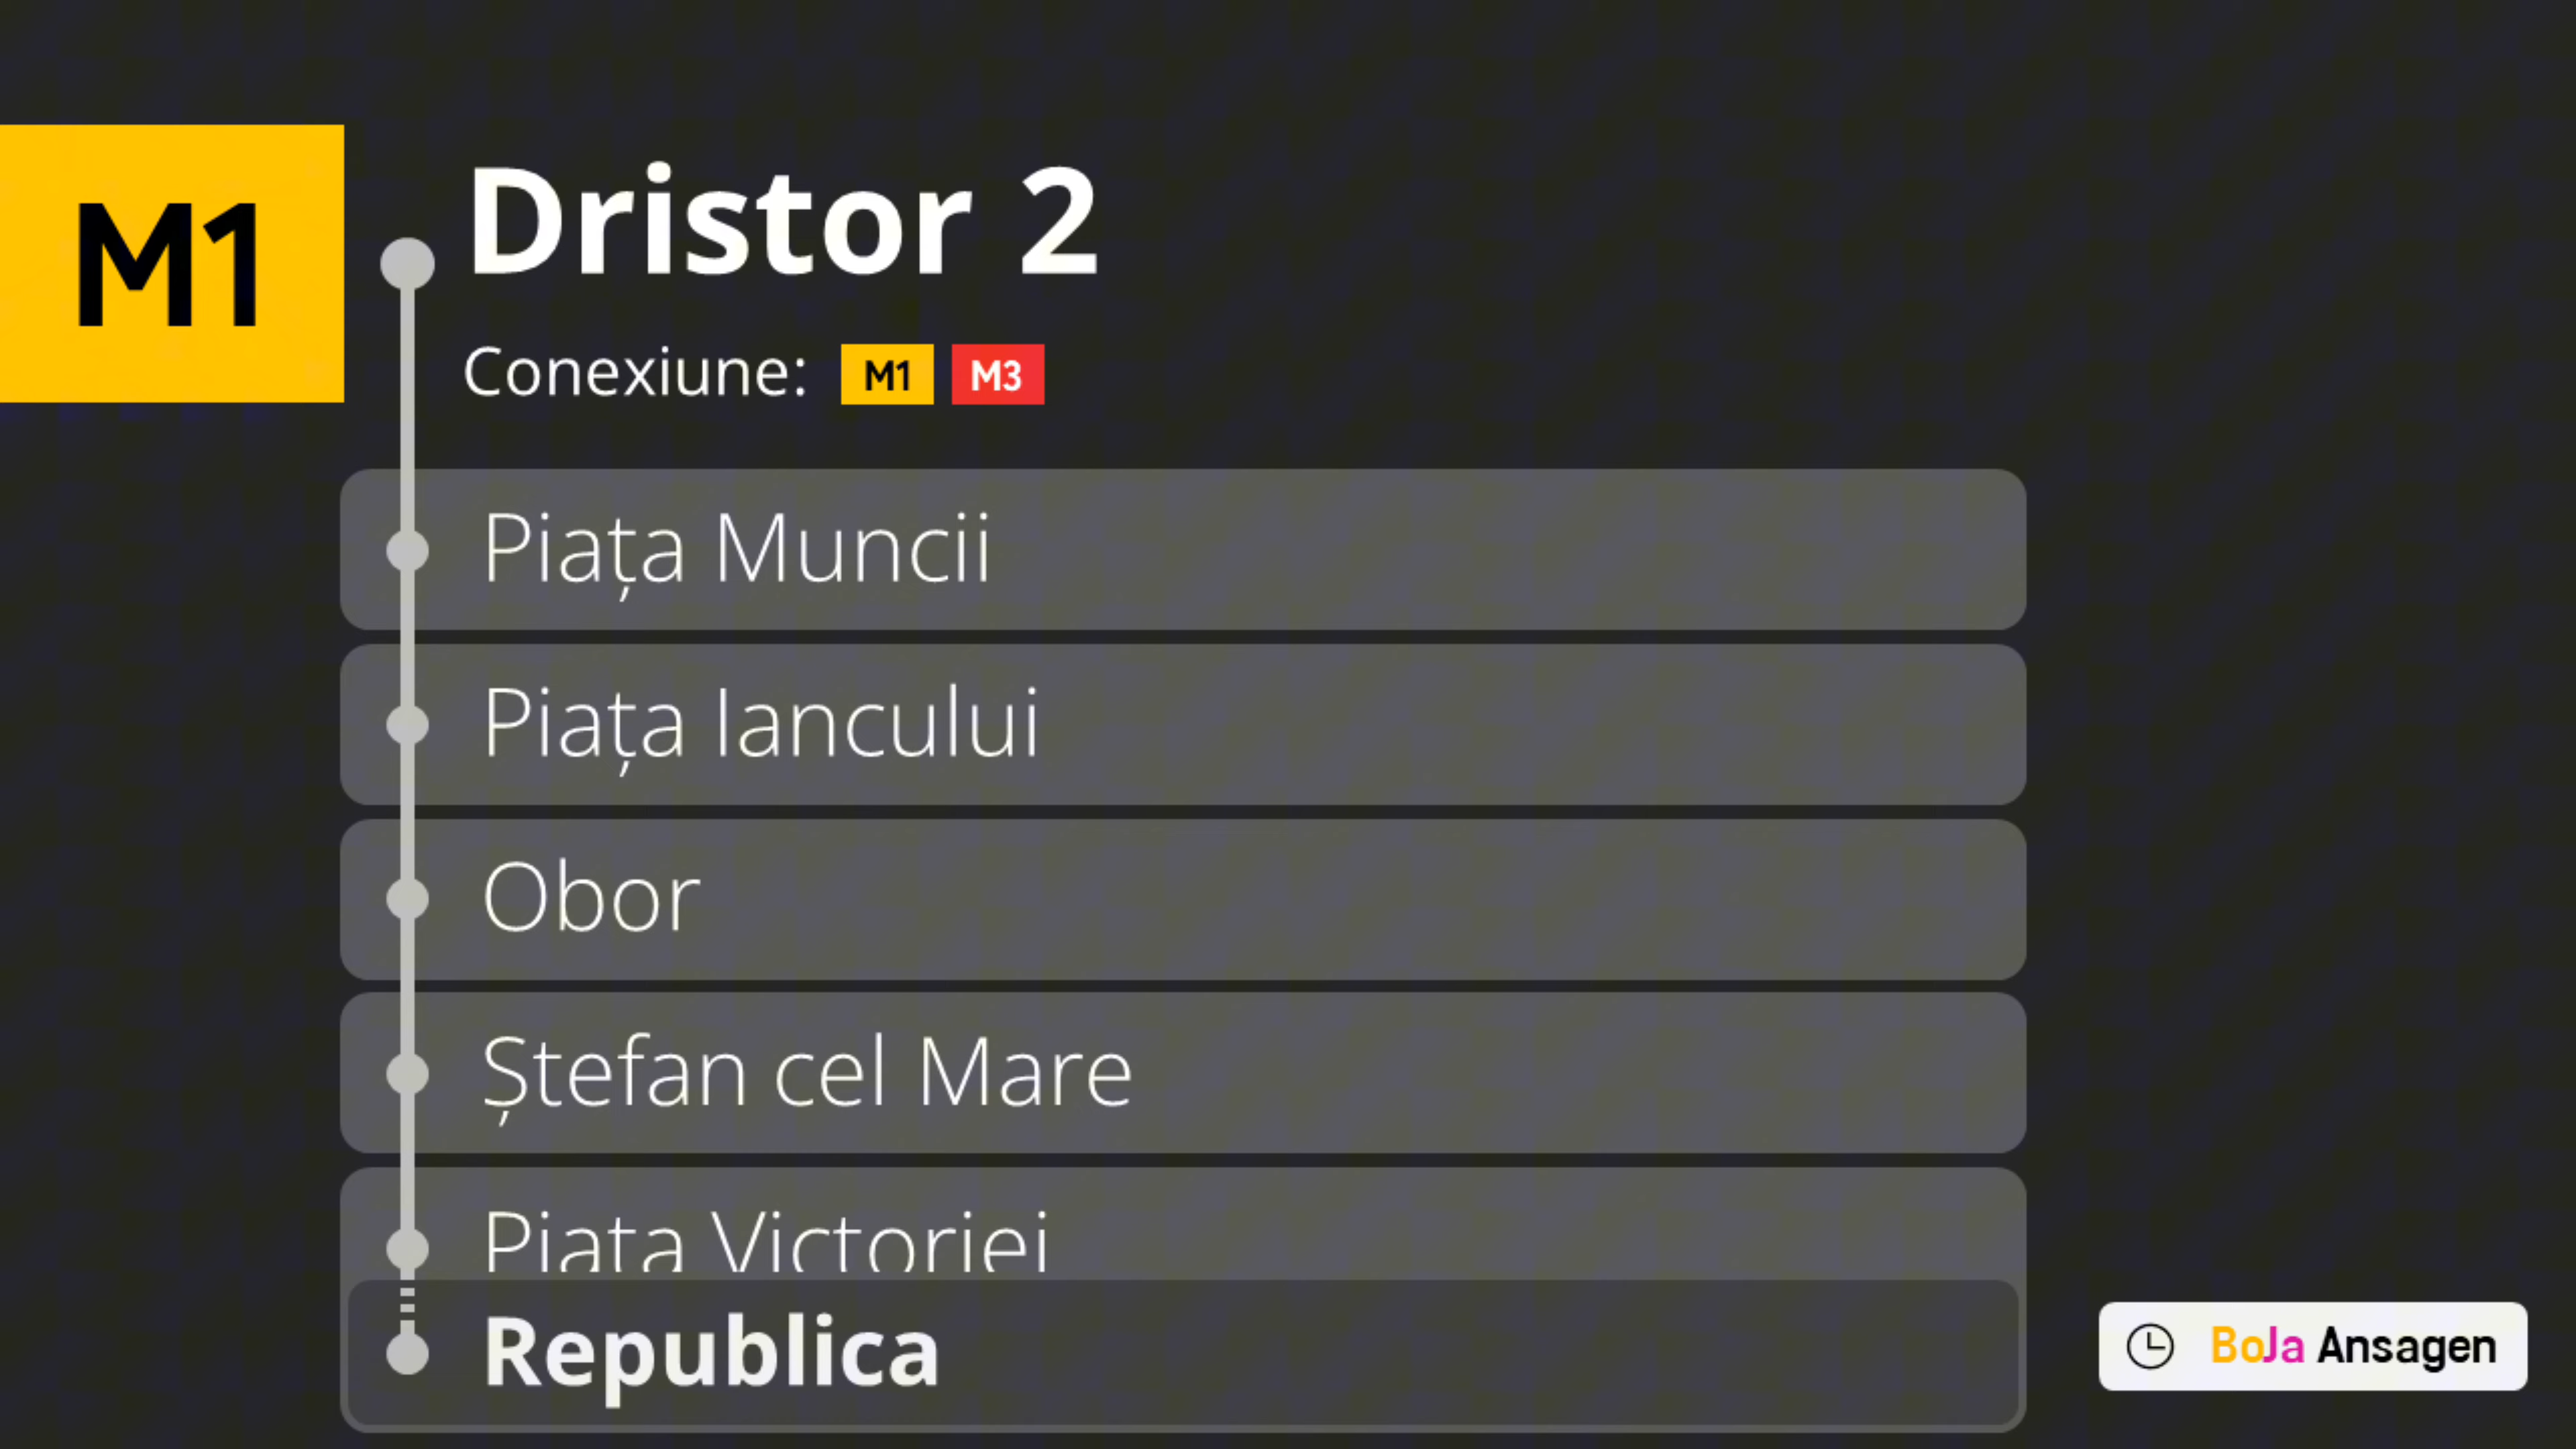 M1
Dristor 2
Conexiune: M1 M3
Piața Muncii
Piața Iancului
Obor
Ștefan cel Mare
Piața Victoriei
Republica
BoJa Ansagen